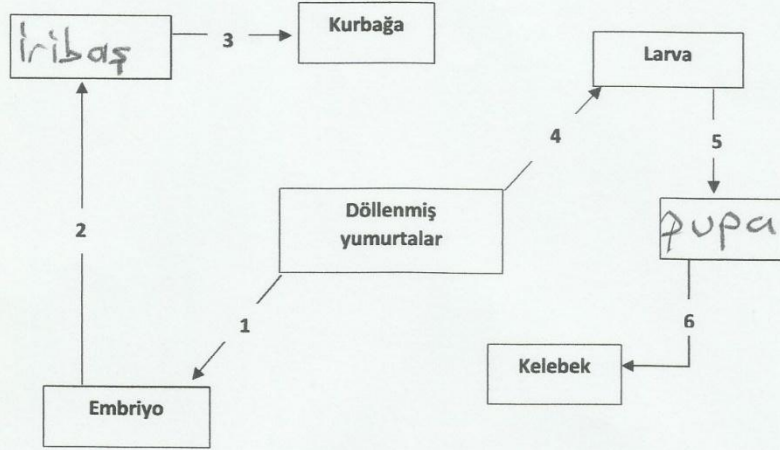 İribaş
3
Kurbağa
Larva
4
5
2
Döllenmiş
yumurtalar
pupa
1
6
Kelebek
Embriyo